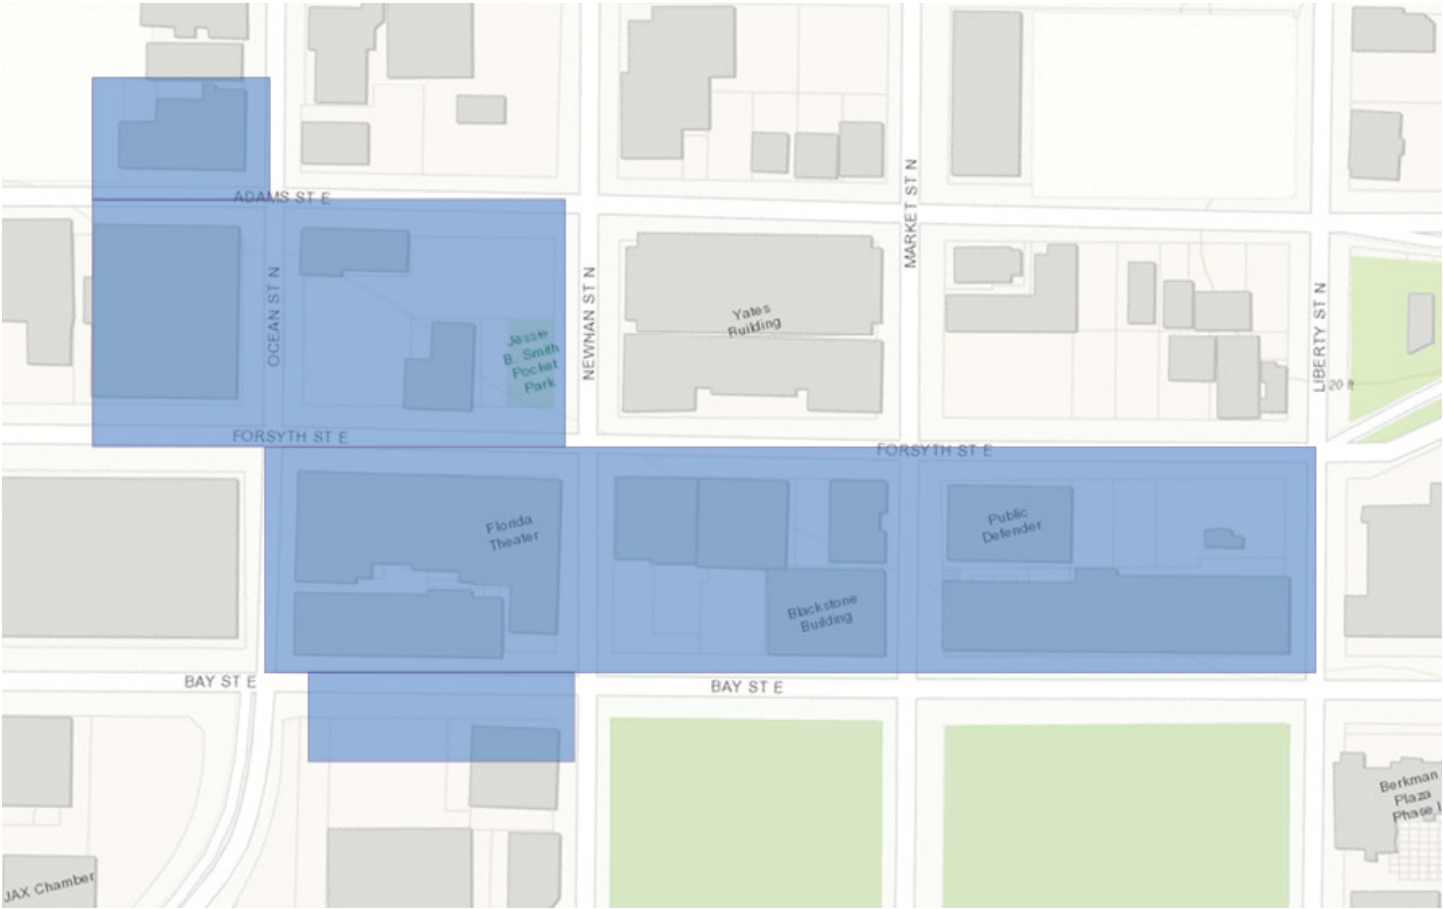 ADAMS ST E
MARKET ST N
OCEAN ST N
NEWMAN ST N
LIBERTY ST N
Yates
Building
Jessie
B. Smith
Pocket
Park
20 ft
FORSYTH ST E
FORSYTH ST E
Florida
Theater
Public
Defender
Blackstone
Building
BAY ST E
BAY ST E
Berkman
Plaza
Phase I
JAX Chamber